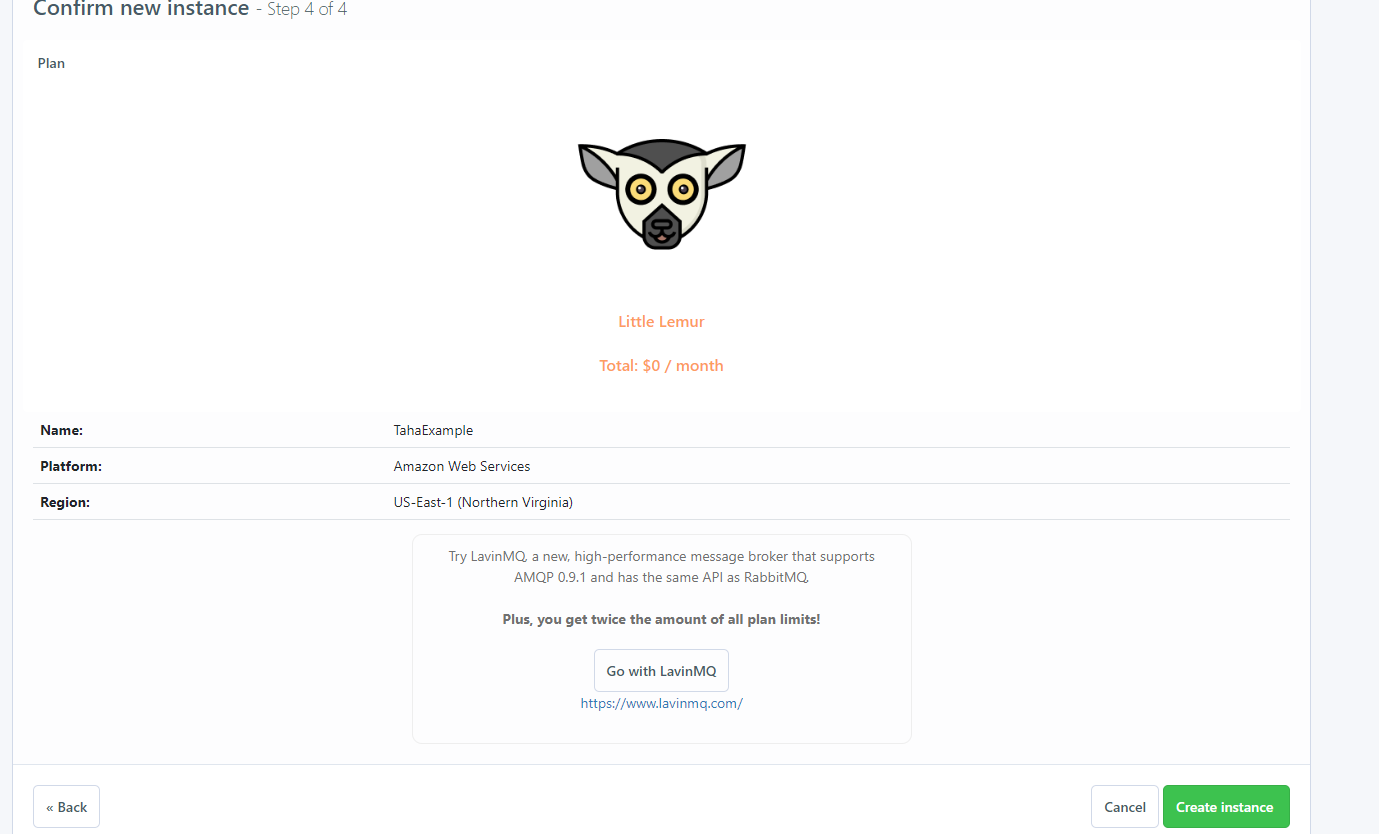 Confirm new instance - Step 4 of 4
Plan
Little Lemur
Total: $0 / month
Name: TahaExample
Platform: Amazon Web Services
Region: US-East-1 (Northern Virginia)
Try LavinMQ, a new, high-performance message broker that supports
AMQP 0.9.1 and has the same API as RabbitMQ.
Plus, you get twice the amount of all plan limits!
Go with LavinMQ
https://www.lavinmq.com/
« Back Cancel Create instance